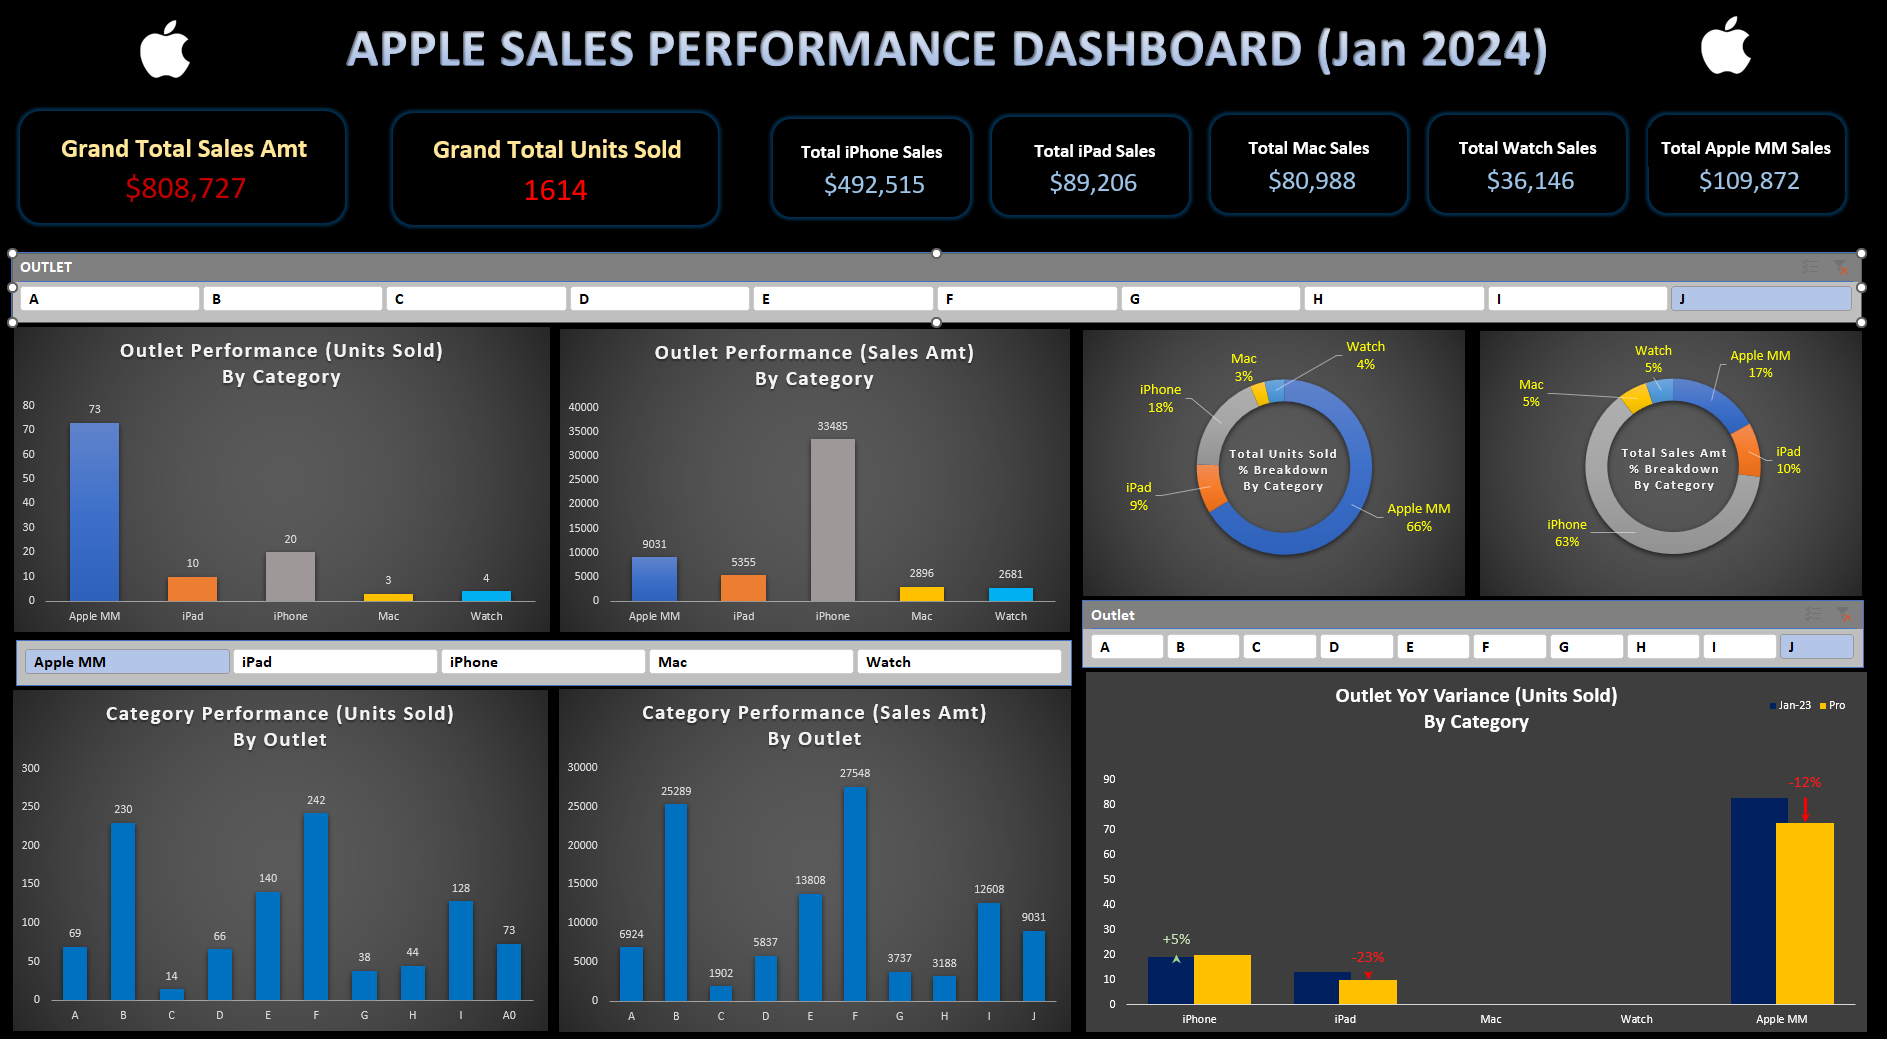 APPLE SALES PERFORMANCE DASHBOARD (Jan 2024)
Grand Total Sales Amt
$808,727
Grand Total Units Sold
1614
Total iPhone Sales
$492,515
Total iPad Sales
$89,206
Total Mac Sales
$80,988
Total Watch Sales
$36,146
Total Apple MM Sales
$109,872
OUTLET
A B C D E F G H I J
Outlet Performance (Units Sold)
By Category
80
70
60
50
40
30
20
10
0
73
10
20
3
4
Apple MM iPad iPhone Mac Watch
Outlet Performance (Sales Amt)
By Category
40000
35000
30000
25000
20000
15000
10000
5000
0
9031
5355
33485
2896
2681
Apple MM iPad iPhone Mac Watch
Watch
4%
Mac
3%
iPhone
18%
iPad
9%
Apple MM
66%
Total Units Sold
% Breakdown
By Category
Watch
5%
Apple MM
17%
Mac
5%
iPad
10%
iPhone
63%
Total Sales Amt
% Breakdown
By Category
Apple MM iPad iPhone Mac Watch
Outlet
A B C D E F G H I J
Category Performance (Units Sold)
By Outlet
300
250
200
150
100
50
0
69
230
14
66
140
242
38
44
128
73
A B C D E F G H I A0
Category Performance (Sales Amt)
By Outlet
30000
25000
20000
15000
10000
5000
0
6924
25289
1902
5837
13808
27548
3737
3188
12608
9031
A B C D E F G H I J
Outlet YoY Variance (Units Sold)
By Category
Jan-23 Pro
90
80
70
60
50
40
30
20
10
0
+5%
-23%
-12%
iPhone iPad Mac Watch Apple MM